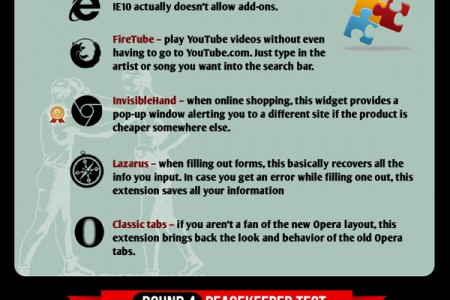 IE10 actually doesn't allow add-ons.
FireTube – play YouTube videos without even
having to go to YouTube.com. Just type in the
artist or song you want into the search bar.
InvisibleHand – when online shopping, this widget provides a
pop-up window alerting you to a different site if the product is
cheaper somewhere else.
Lazarus – when filling out forms, this basically recovers all the
info you input. In case you get an error while filling one out, this
extension saves all your information
Classic tabs – if you aren't a fan of the new Opera layout, this
extension brings back the look and behavior of the old Opera
tabs.
ROUND 4 PEACEKEEPER TEST